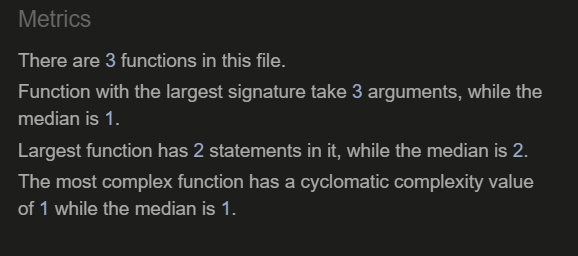 Metrics
There are 3 functions in this file.
Function with the largest signature take 3 arguments, while the
median is 1.
Largest function has 2 statements in it, while the median is 2.
The most complex function has a cyclomatic complexity value
of 1 while the median is 1.